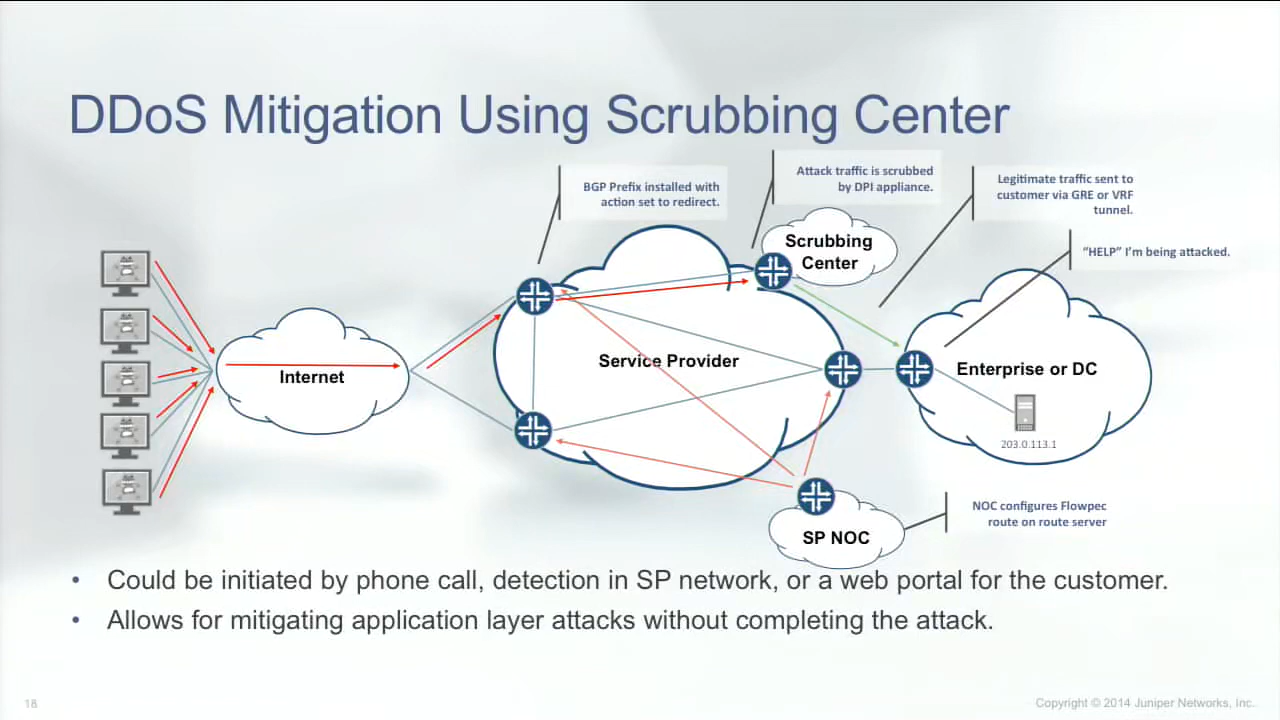 DDoS Mitigation Using Scrubbing Center
BGP Prefix installed with
action set to redirect.
Attack traffic is scrubbed
by DPI appliance.
Legitimate traffic sent to
customer via GRE or VRF
tunnel.
"HELP" I'm being attacked.
Scrubbing
Center
Internet
Service Provider
Enterprise or DC
203.0.113.1
SP NOC
NOC configures Flowpec
route on route server
• Could be initiated by phone call, detection in SP network, or a web portal for the customer.
• Allows for mitigating application layer attacks without completing the attack.
18
Copyright © 2014 Juniper Networks, Inc.